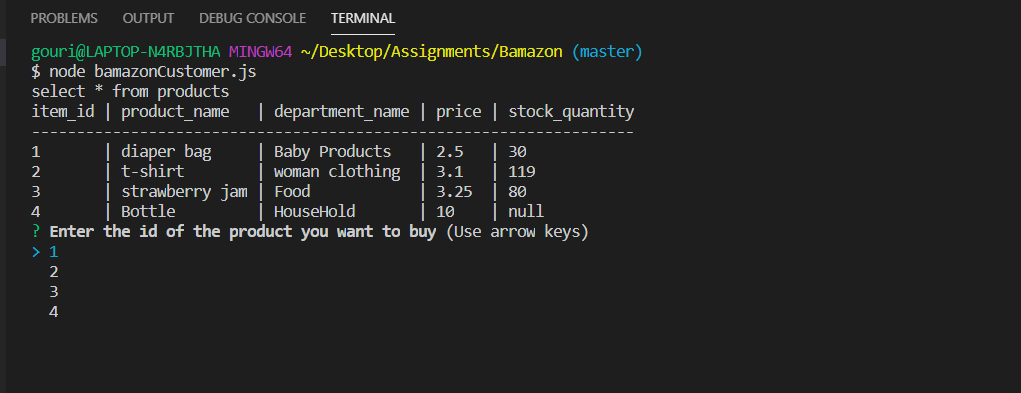 PROBLEMS OUTPUT DEBUG CONSOLE TERMINAL
gouri@LAPTOP-N4RBJTHA MINGW64 ~/Desktop/Assignments/Bamazon (master)
$ node bamazonCustomer.js
select * from products
item_id | product_name   | department_name | price | stock_quantity
-------------------------------------------------------------------
1       | diaper bag     | Baby Products   | 2.5   | 30
2       | t-shirt        | woman clothing  | 3.1   | 119
3       | strawberry jam | Food            | 3.25  | 80
4       | Bottle         | HouseHold       | 10    | null
? Enter the id of the product you want to buy (Use arrow keys)
> 1
  2
  3
  4